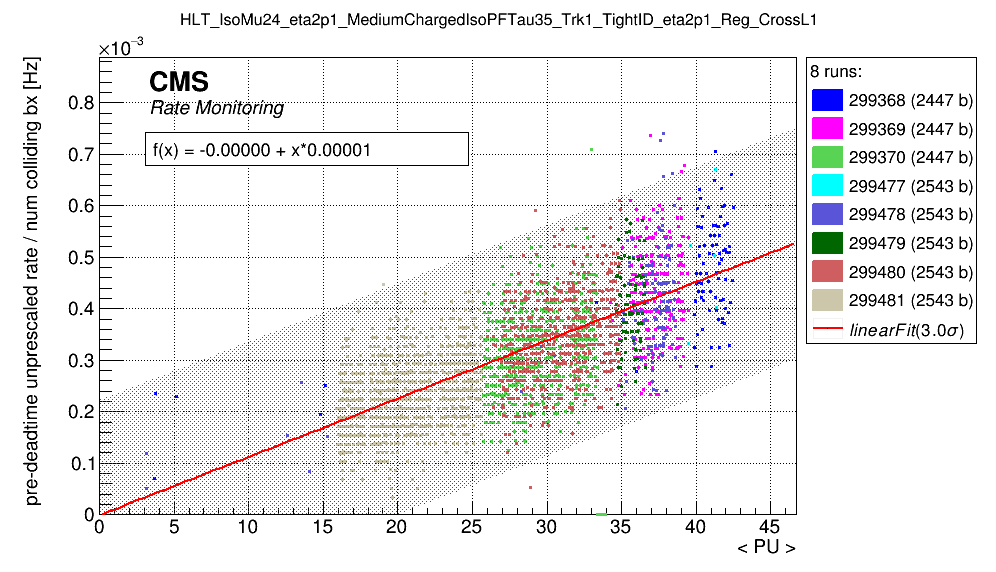 HLT_IsoMu24_eta2p1_MediumChargedIsoPFTau35_Trk1_TightID_eta2p1_Reg_CrossL1
×10⁻³
pre-deadtime unprescaled rate / num colliding bx [Hz]
CMS
Rate Monitoring
f(x) = -0.00000 + x*0.00001
0.8
0.7
0.6
0.5
0.4
0.3
0.2
0.1
0
0 5 10 15 20 25 30 35 40 45
< PU >
8 runs:
299368 (2447 b)
299369 (2447 b)
299370 (2447 b)
299477 (2543 b)
299478 (2543 b)
299479 (2543 b)
299480 (2543 b)
299481 (2543 b)
linearFit(3.0σ)